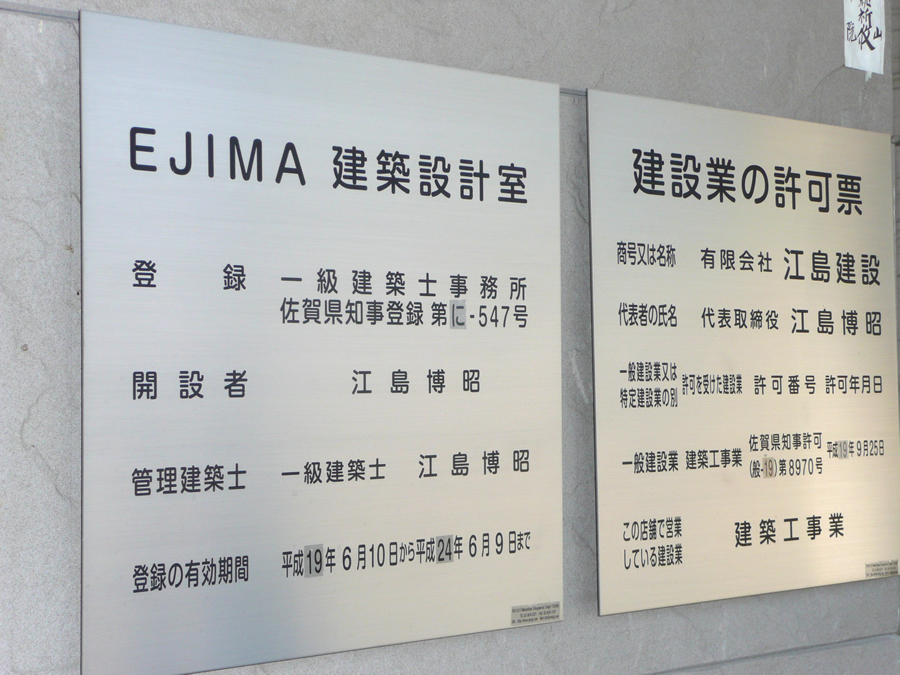 EJIMA 建築設計室
登録 一級建築士事務所
佐賀県知事登録 第に-547号
開設者 江島博昭
管理建築士 一級建築士 江島博昭
登録の有効期間 平成19年6月10日から平成24年6月9日まで
建設業の許可票
商号又は名称 有限会社 江島建設
代表者の氏名 代表取締役 江島博昭
一般建設業又は
特定建設業の別 許可を受けた建設業 許可番号 許可年月日
一般建設業 建築工事業 佐賀県知事許可
(般-19)第8970号 平成19年9月25日
この店舗で営業
している建設業 建築工事業